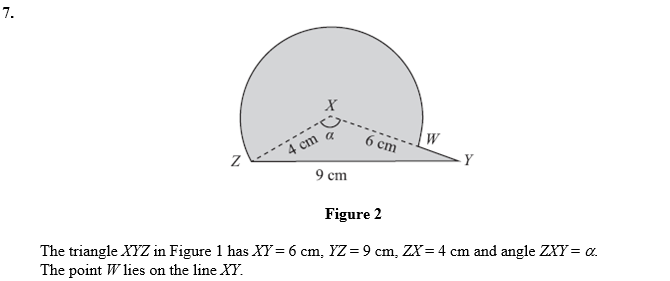 7.
X
4 cm α 6 cm W
Z Y
9 cm
Figure 2
The triangle XYZ in Figure 1 has XY = 6 cm, YZ = 9 cm, ZX = 4 cm and angle ZXY = α.
The point W lies on the line XY.